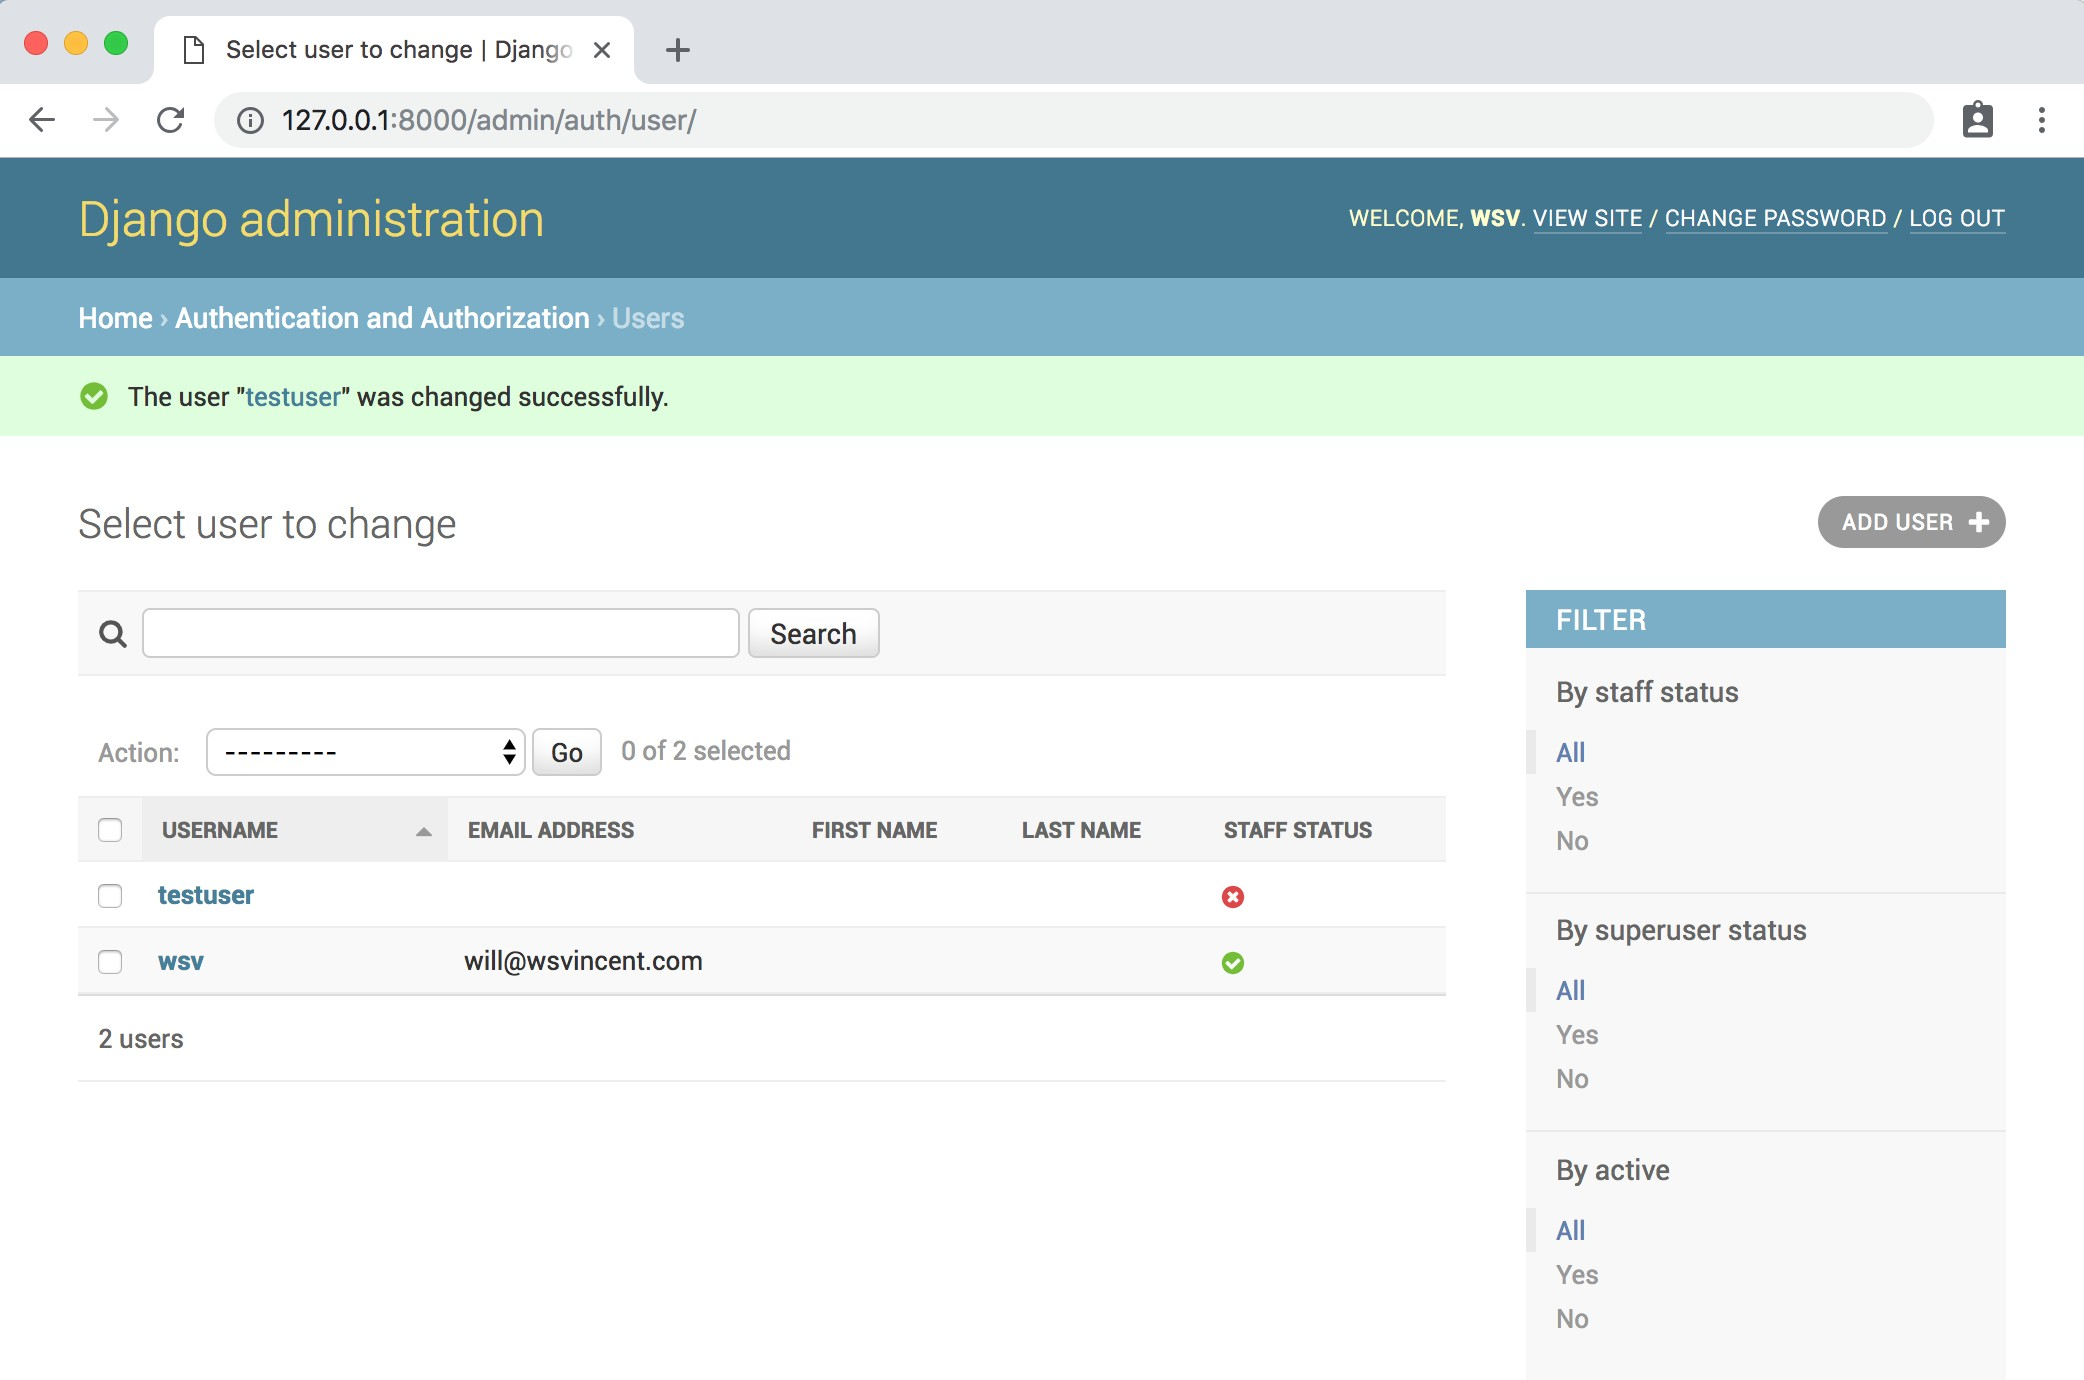 Select user to change | Django
127.0.0.1:8000/admin/auth/user/
Django administration
WELCOME, WSV. VIEW SITE / CHANGE PASSWORD / LOG OUT
Home › Authentication and Authorization › Users
The user "testuser" was changed successfully.
Select user to change
ADD USER +
Search
Action: --------- Go 0 of 2 selected
USERNAME EMAIL ADDRESS FIRST NAME LAST NAME STAFF STATUS
testuser
wsv will@wsvincent.com
2 users
FILTER
By staff status
All
Yes
No
By superuser status
All
Yes
No
By active
All
Yes
No